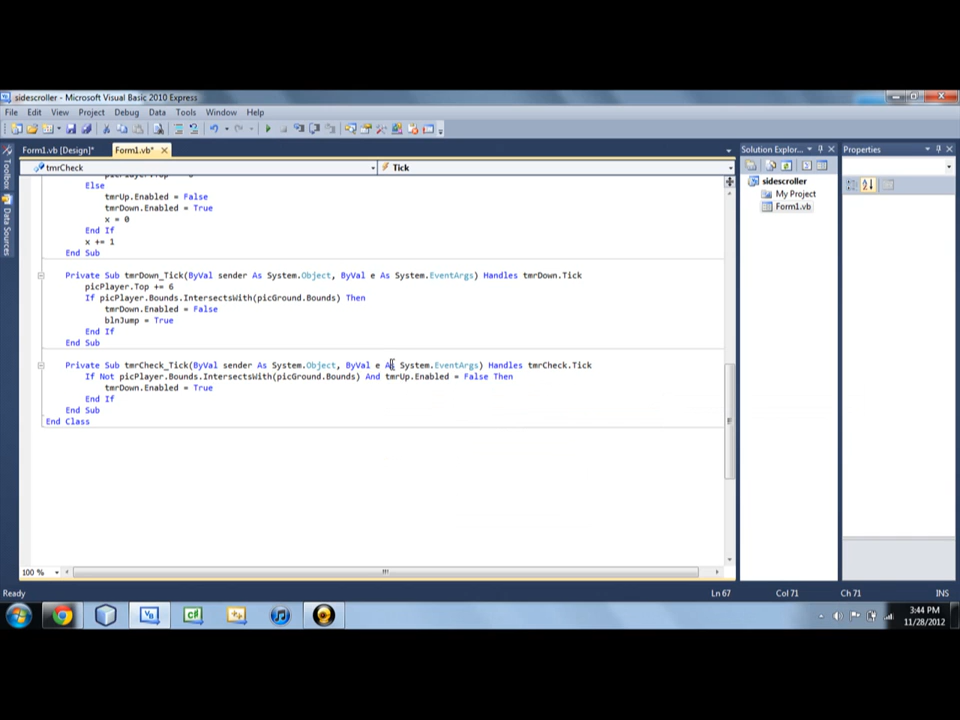 sidescroller - Microsoft Visual Basic 2010 Express
File Edit View Project Debug Data Tools Window Help
Form1.vb [Design]* Form1.vb* Solution Explor... Properties
tmrCheck Tick
Toolbox
Data Sources
sidescroller
My Project
Form1.vb
Else
tmrUp.Enabled = False
tmrDown.Enabled = True
x = 0
End If
x += 1
End Sub
Private Sub tmrDown_Tick(ByVal sender As System.Object, ByVal e As System.EventArgs) Handles tmrDown.Tick
picPlayer.Top += 6
If picPlayer.Bounds.IntersectsWith(picGround.Bounds) Then
tmrDown.Enabled = False
blnJump = True
End If
End Sub
Private Sub tmrCheck_Tick(ByVal sender As System.Object, ByVal e As System.EventArgs) Handles tmrCheck.Tick
If Not picPlayer.Bounds.IntersectsWith(picGround.Bounds) And tmrUp.Enabled = False Then
tmrDown.Enabled = True
End If
End Sub
End Class
100 %
Ready Ln 67 Col 71 Ch 71 INS
3:44 PM
11/28/2012